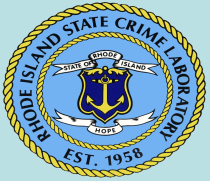 RHODE ISLAND STATE CRIME LABORATORY
STATE OF RHODE ISLAND
HOPE
EST. 1958